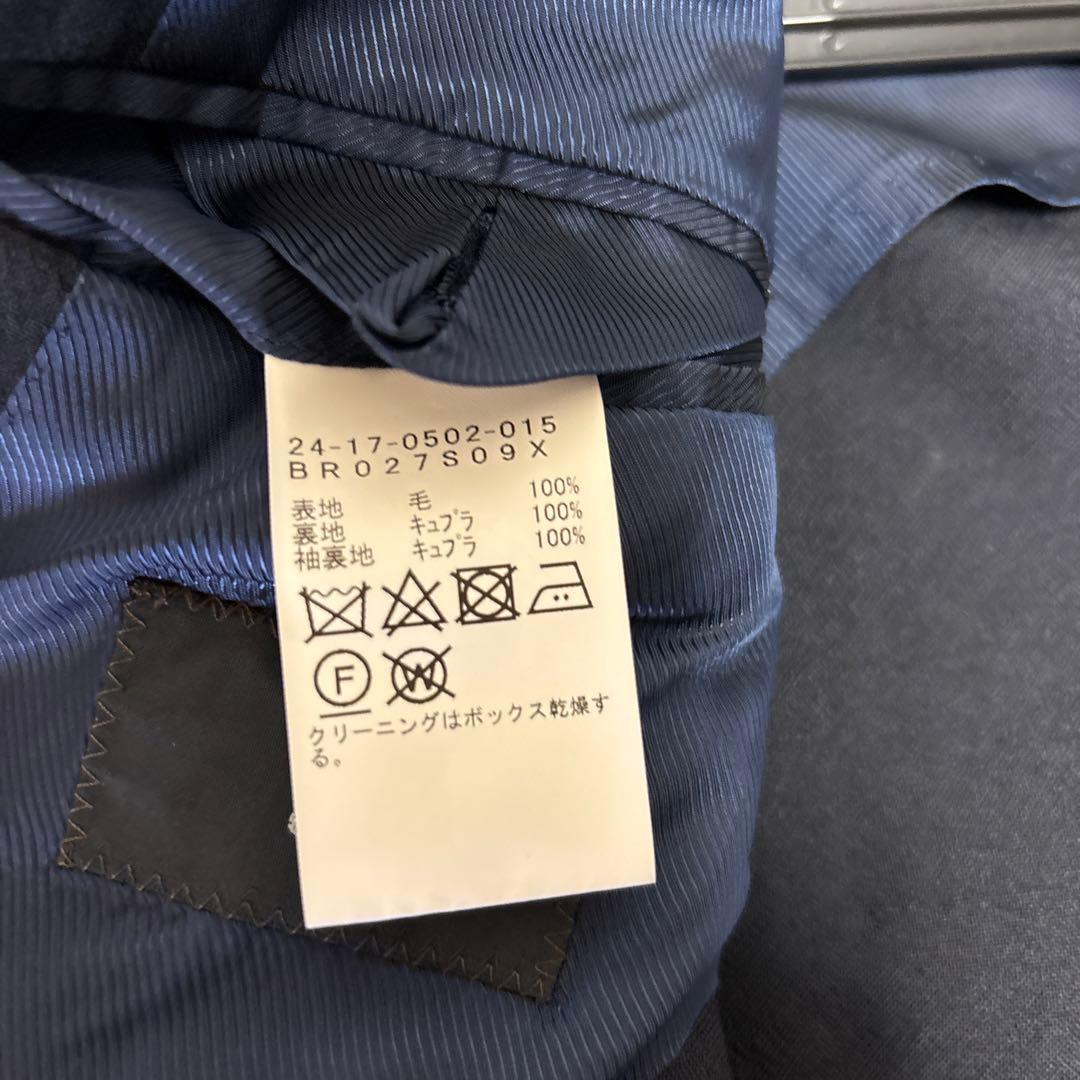 24-17-0502-015
BR027S09X
表地 毛 100%
裏地 キュプラ 100%
袖裏地 キュプラ 100%
F W
クリーニングはボックス乾燥す
る。